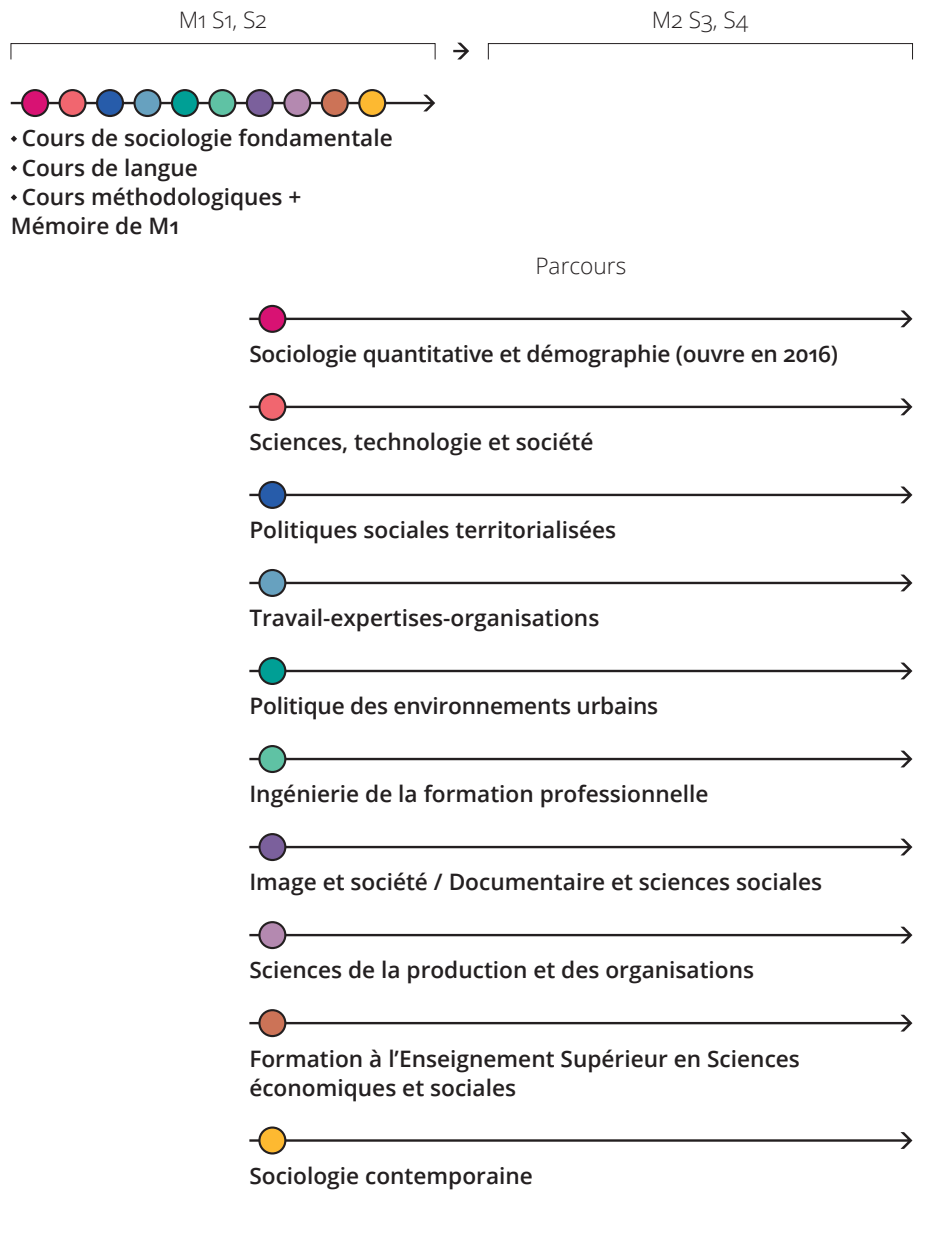 M1 S1, S2
M2 S3, S4
• Cours de sociologie fondamentale
• Cours de langue
• Cours méthodologiques +
Mémoire de M1
Parcours
Sociologie quantitative et démographie (ouvre en 2016)
Sciences, technologie et société
Politiques sociales territorialisées
Travail-expertises-organisations
Politique des environnements urbains
Ingénierie de la formation professionnelle
Image et société / Documentaire et sciences sociales
Sciences de la production et des organisations
Formation à l’Enseignement Supérieur en Sciences
économiques et sociales
Sociologie contemporaine